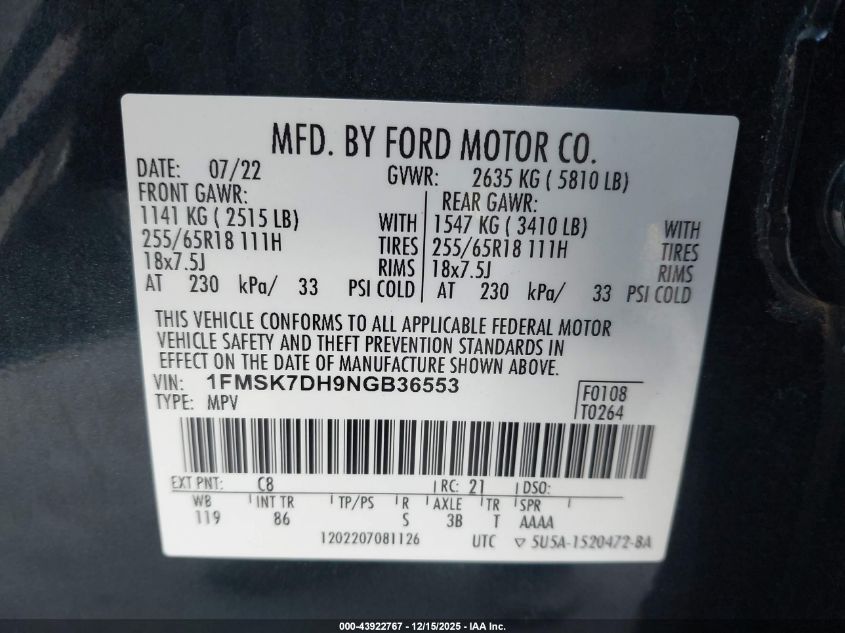 MFD. BY FORD MOTOR CO.
DATE: 07/22 GVWR: 2635 KG ( 5810 LB)
FRONT GAWR: REAR GAWR:
1141 KG ( 2515 LB) WITH 1547 KG ( 3410 LB) WITH
255/65R18 111H TIRES 255/65R18 111H TIRES
18x7.5J RIMS 18x7.5J RIMS
AT 230 kPa/ 33 PSI COLD AT 230 kPa/ 33 PSI COLD
THIS VEHICLE CONFORMS TO ALL APPLICABLE FEDERAL MOTOR
VEHICLE SAFETY AND THEFT PREVENTION STANDARDS IN
EFFECT ON THE DATE OF MANUFACTURE SHOWN ABOVE.
VIN: 1FMSK7DH9NGB36553 F0108
TYPE: MPV T0264
EXT PNT: C8 RC: 21 DSO:
WB INT TR TP/PS R AXLE TR SPR
119 86 S 3B T AAAA
1202207081126 UTC ▽ 5U5A-1520472-BA
000-43922767 - 12/15/2025 - IAA Inc.